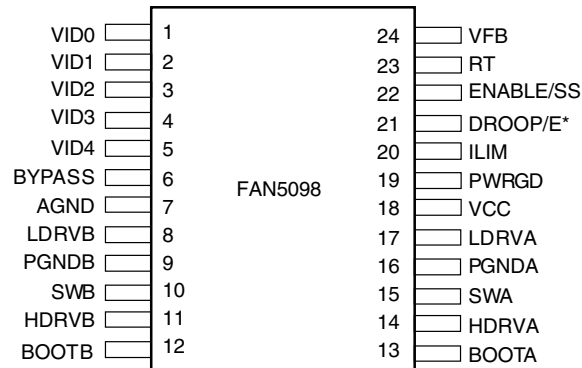 VID0 1
VID1 2
VID2 3
VID3 4
VID4 5
BYPASS 6
AGND 7
LDRVB 8
PGNDB 9
SWB 10
HDRVB 11
BOOTB 12
FAN5098
24 VFB
23 RT
22 ENABLE/SS
21 DROOP/E*
20 ILIM
19 PWRGD
18 VCC
17 LDRVA
16 PGNDA
15 SWA
14 HDRVA
13 BOOTA